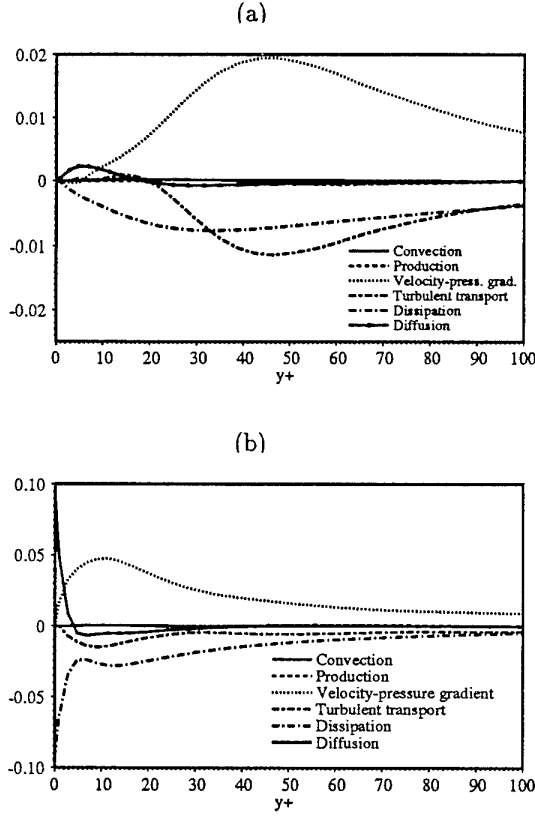 (a)
0.02
0.01
0
-0.01
-0.02
Convection
Production
Velocity-press. grad.
Turbulent transport
Dissipation
Diffusion
0 10 20 30 40 50 60 70 80 90 100
y+
(b)
0.10
0.05
0
-0.05
-0.10
Convection
Production
Velocity-pressure gradient
Turbulent transport
Dissipation
Diffusion
0 10 20 30 40 50 60 70 80 90 100
y+